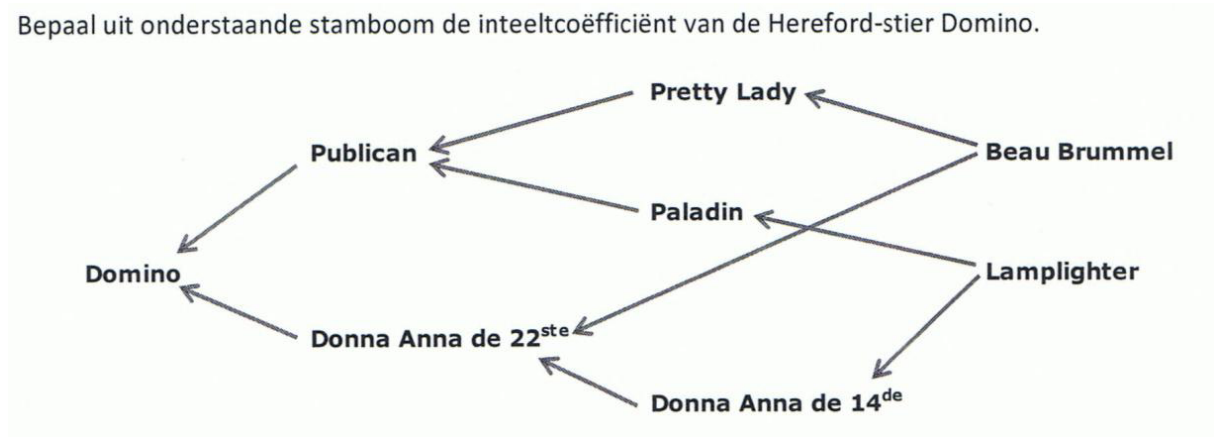 Bepaal uit onderstaande stamboom de inteeltcoëfficiënt van de Hereford-stier Domino.
Pretty Lady
Publican
Beau Brummel
Paladin
Domino
Lamplighter
Donna Anna de 22ste
Donna Anna de 14de